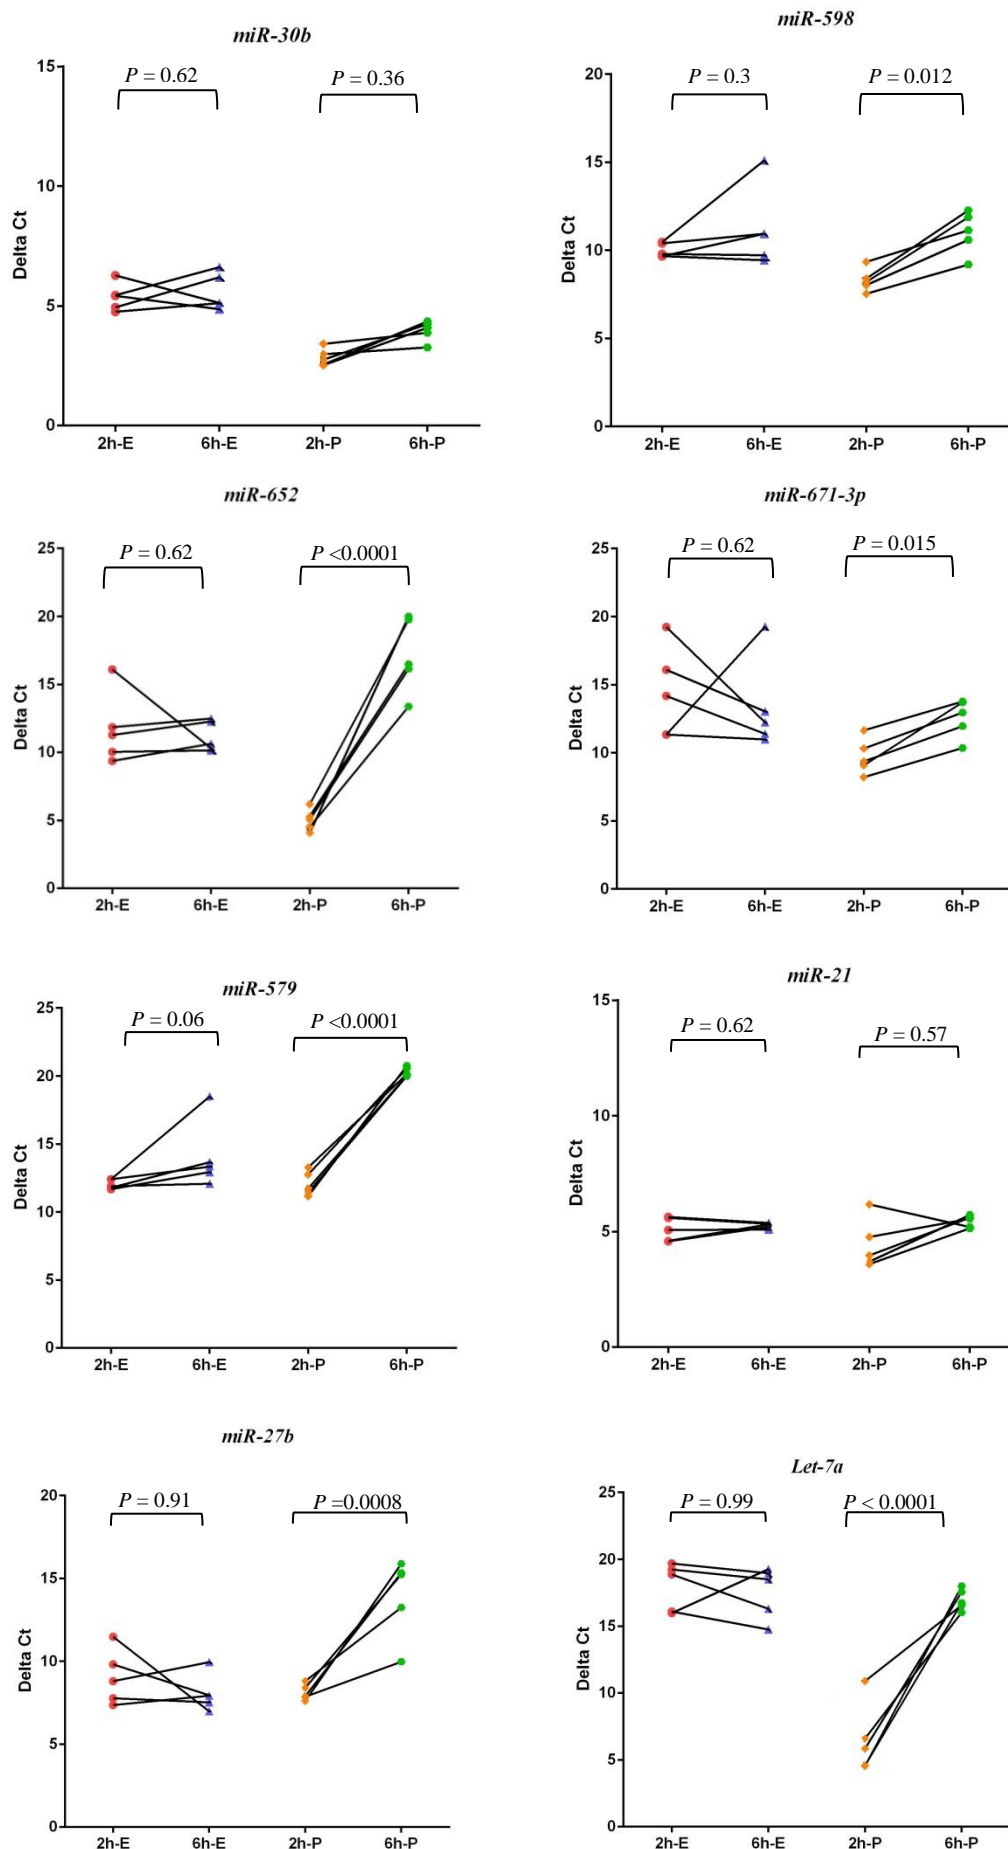 miR-30b
P = 0.62
P = 0.36
15
10
5
0
Delta Ct
2h-E 6h-E 2h-P 6h-P
miR-598
P = 0.3
P = 0.012
20
15
10
5
0
Delta Ct
2h-E 6h-E 2h-P 6h-P
miR-652
P = 0.62
P <0.0001
25
20
15
10
5
0
Delta Ct
2h-E 6h-E 2h-P 6h-P
miR-671-3p
P = 0.62
P = 0.015
25
20
15
10
5
0
Delta Ct
2h-E 6h-E 2h-P 6h-P
miR-579
P = 0.06
P <0.0001
25
20
15
10
5
0
Delta Ct
2h-E 6h-E 2h-P 6h-P
miR-21
P = 0.62
P = 0.57
15
10
5
0
Delta Ct
2h-E 6h-E 2h-P 6h-P
miR-27b
P = 0.91
P =0.0008
20
15
10
5
0
Delta Ct
2h-E 6h-E 2h-P 6h-P
Let-7a
P = 0.99
P < 0.0001
25
20
15
10
5
0
Delta Ct
2h-E 6h-E 2h-P 6h-P